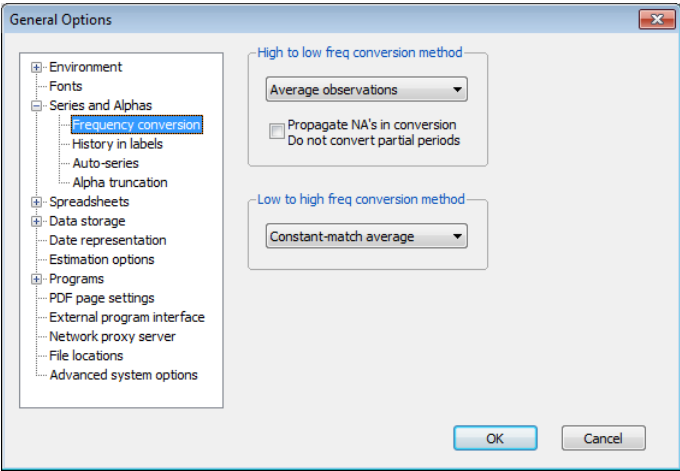 General Options
Environment
Fonts
Series and Alphas
Frequency conversion
History in labels
Auto-series
Alpha truncation
Spreadsheets
Data storage
Date representation
Estimation options
Programs
PDF page settings
External program interface
Network proxy server
File locations
Advanced system options
High to low freq conversion method
Average observations
Propagate NA's in conversion
Do not convert partial periods
Low to high freq conversion method
Constant-match average
OK
Cancel